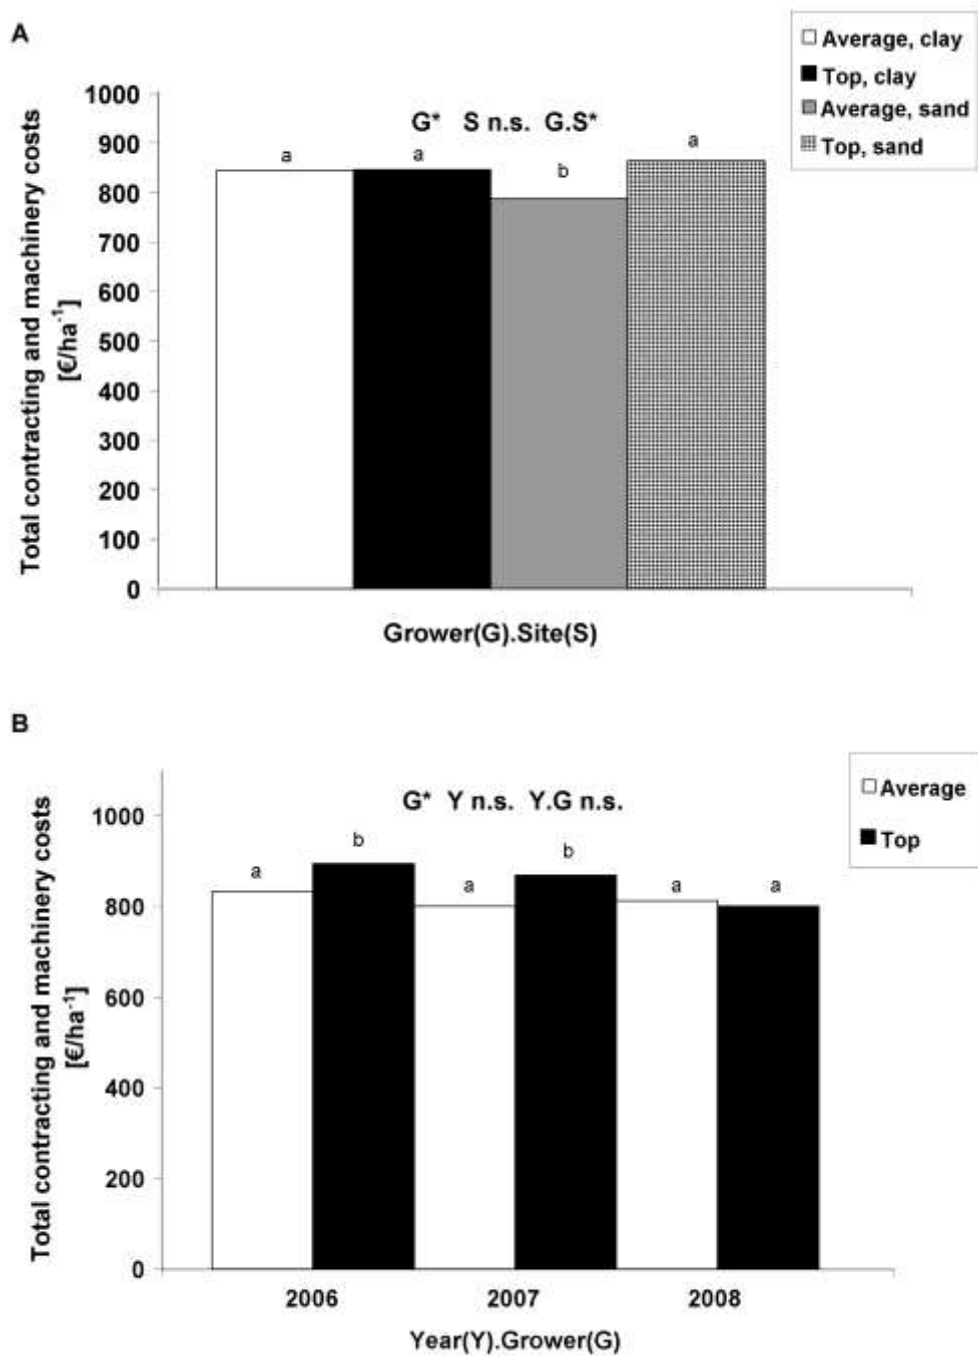 A
Average, clay
Top, clay
Average, sand
Top, sand
G* S n.s. G.S*
a
a
b
a
1000
900
800
700
600
500
400
300
200
100
0
Total contracting and machinery costs
[€/ha⁻¹]
Grower(G).Site(S)
B
Average
Top
G* Y n.s. Y.G n.s.
a
b
a
b
a
a
1000
800
600
400
200
0
Total contracting and machinery costs
[€/ha⁻¹]
2006 2007 2008
Year(Y).Grower(G)